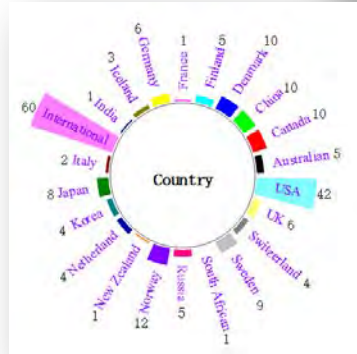 Country
France 1
Finland 5
Denmark 10
China 10
Canada 10
Australian 5
USA 42
UK 6
Switzerland 4
Sweden 9
South African 1
Russea 5
Norway 12
New Zealand 1
Netherland 4
Korea 4
Japan 8
Italy 2
International 60
India 1
Iceland 3
Germany 6